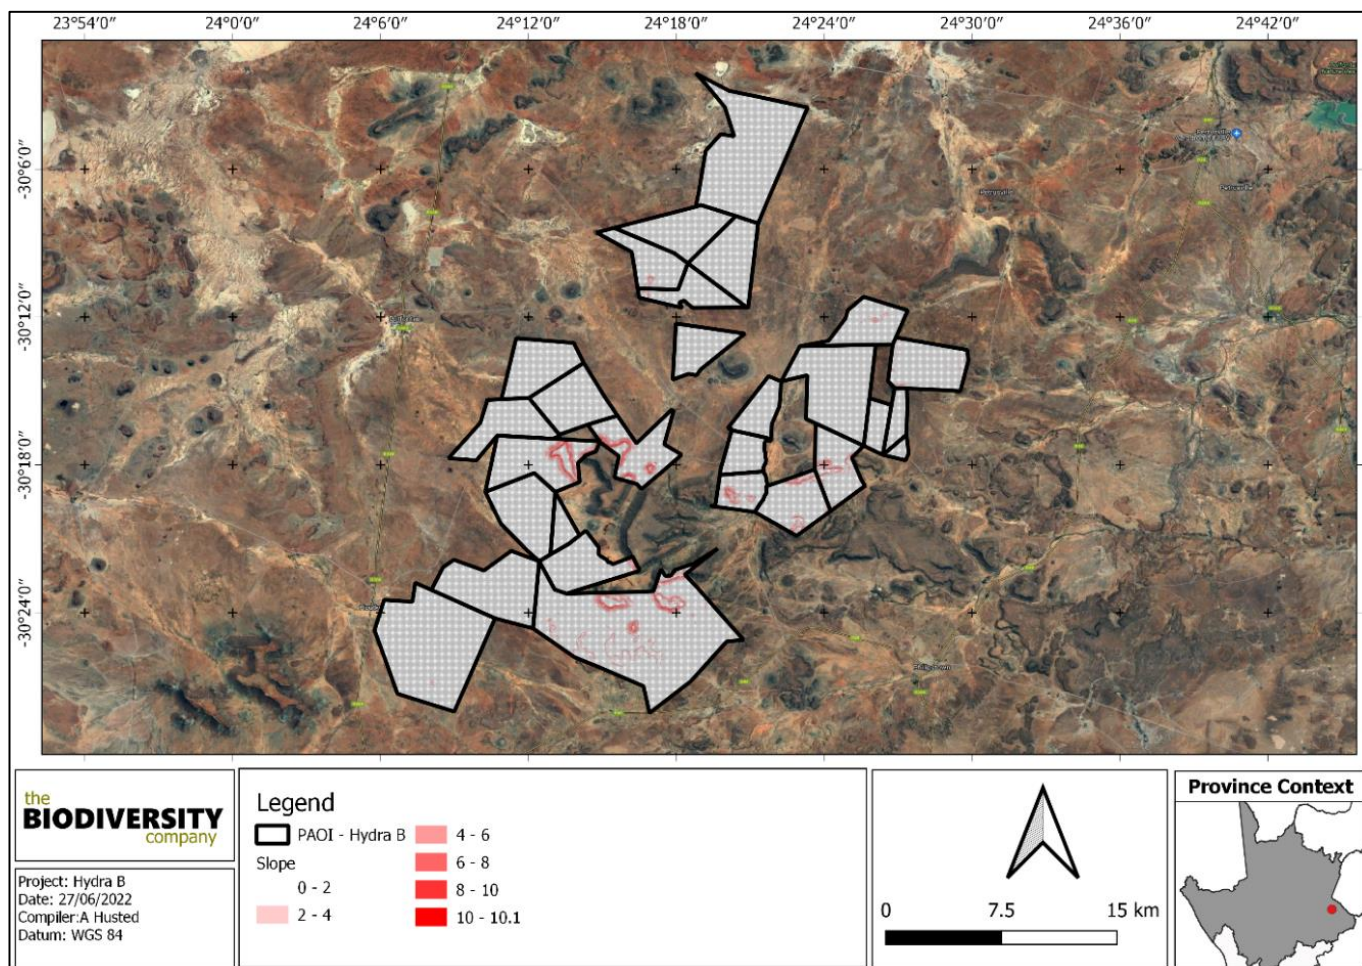 23°54′0″ 24°0′0″ 24°6′0″ 24°12′0″ 24°18′0″ 24°24′0″ 24°30′0″ 24°36′0″ 24°42′0″
-30°6′0″
-30°12′0″
-30°18′0″
-30°24′0″
Petrusville
the
BIODIVERSITY
company
Project: Hydra B
Date: 27/06/2022
Compiler:A Husted
Datum: WGS 84
Legend
PAOI - Hydra B
Slope
0 - 2
2 - 4
4 - 6
6 - 8
8 - 10
10 - 10.1
0 7.5 15 km
Province Context